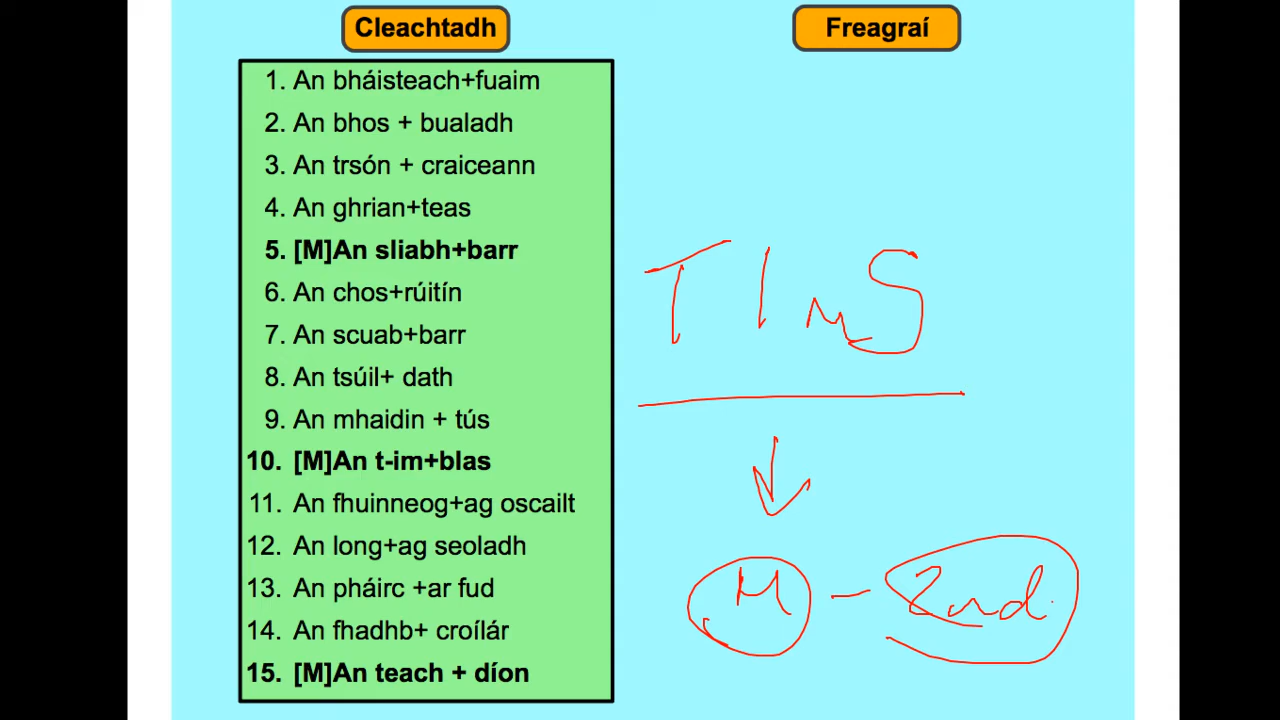 Cleachtadh
Freagraí
1. An bháisteach+fuaim
2. An bhos + bualadh
3. An trsón + craiceann
4. An ghrian+teas
5. [M]An sliabh+barr
6. An chos+rúitín
7. An scuab+barr
8. An tsúil+ dath
9. An mhaidin + tús
10. [M]An t-im+blas
11. An fhuinneog+ag oscailt
12. An long+ag seoladh
13. An pháirc +ar fud
14. An fhadhb+ croílár
15. [M]An teach + díon
TImS
M - 2nd.